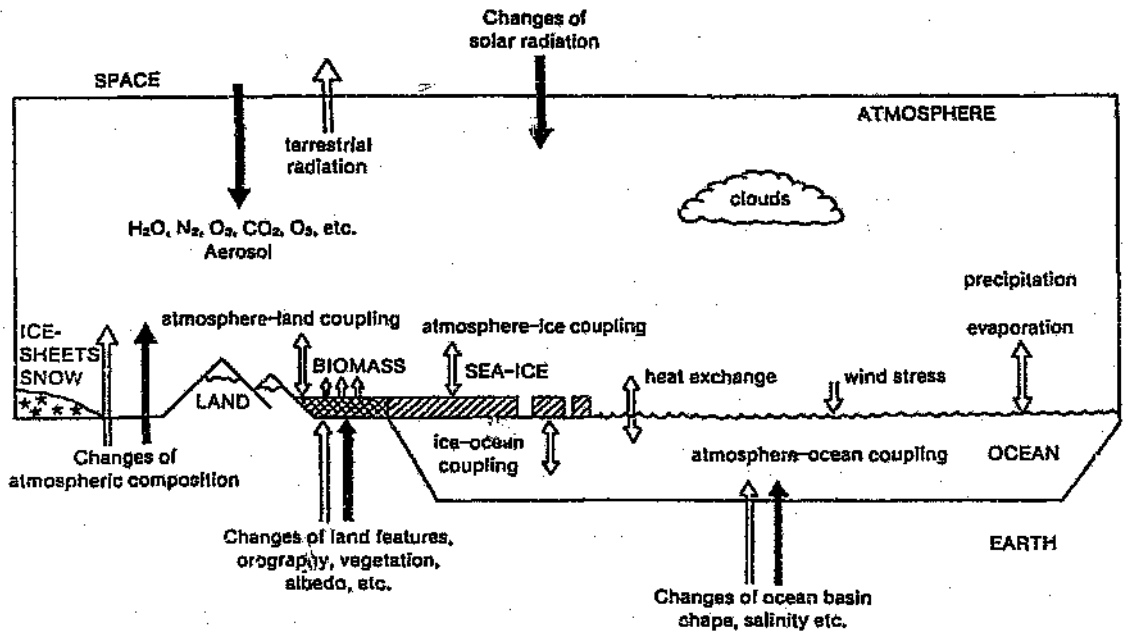 Changes of
solar radiation
SPACE
ATMOSPHERE
terrestrial
radiation
clouds
H₂O, N₂, O₂, CO₂, O₃, etc.
Aerosol
precipitation
atmosphere-land coupling
atmosphere-ice coupling
evaporation
ICE-
SHEETS
SNOW
BIOMASS
SEA-ICE
heat exchange
wind stress
LAND
ice-ocean
coupling
atmosphere-ocean coupling
OCEAN
Changes of
atmospheric composition
Changes of land features,
orography, vegetation,
albedo, etc.
EARTH
Changes of ocean basin
shape, salinity etc.